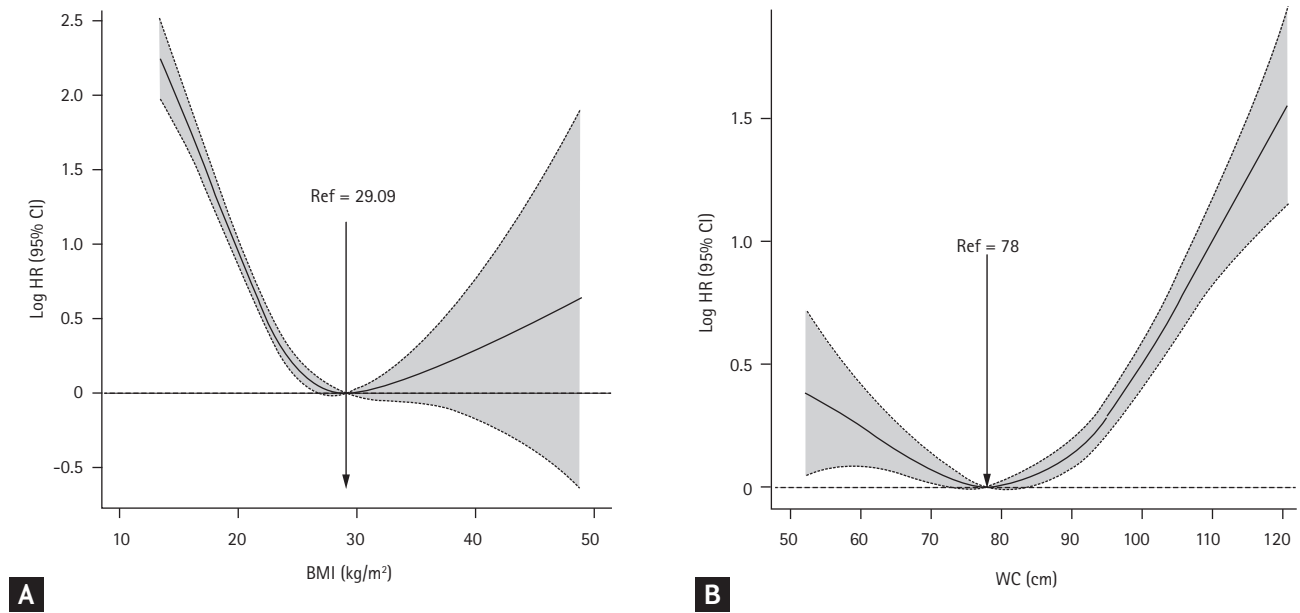 2.5
2.0
1.5
1.0
0.5
0
–0.5
Log HR (95% CI)
Ref = 29.09
10 20 30 40 50
BMI (kg/m²)
A
1.5
1.0
0.5
0
Log HR (95% CI)
Ref = 78
50 60 70 80 90 100 110 120
WC (cm)
B